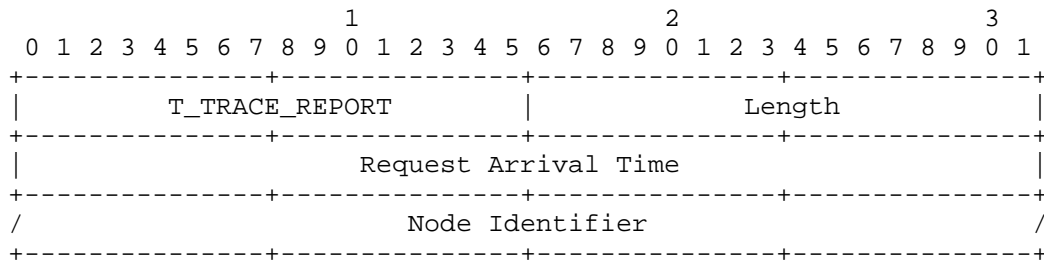 1                   2                   3
 0 1 2 3 4 5 6 7 8 9 0 1 2 3 4 5 6 7 8 9 0 1 2 3 4 5 6 7 8 9 0 1
+---------------+---------------+---------------+---------------+
|         T_TRACE_REPORT        |             Length            |
+---------------+---------------+---------------+---------------+
|                     Request Arrival Time                      |
+---------------+---------------+---------------+---------------+
/                        Node Identifier                        /
+---------------+---------------+---------------+---------------+